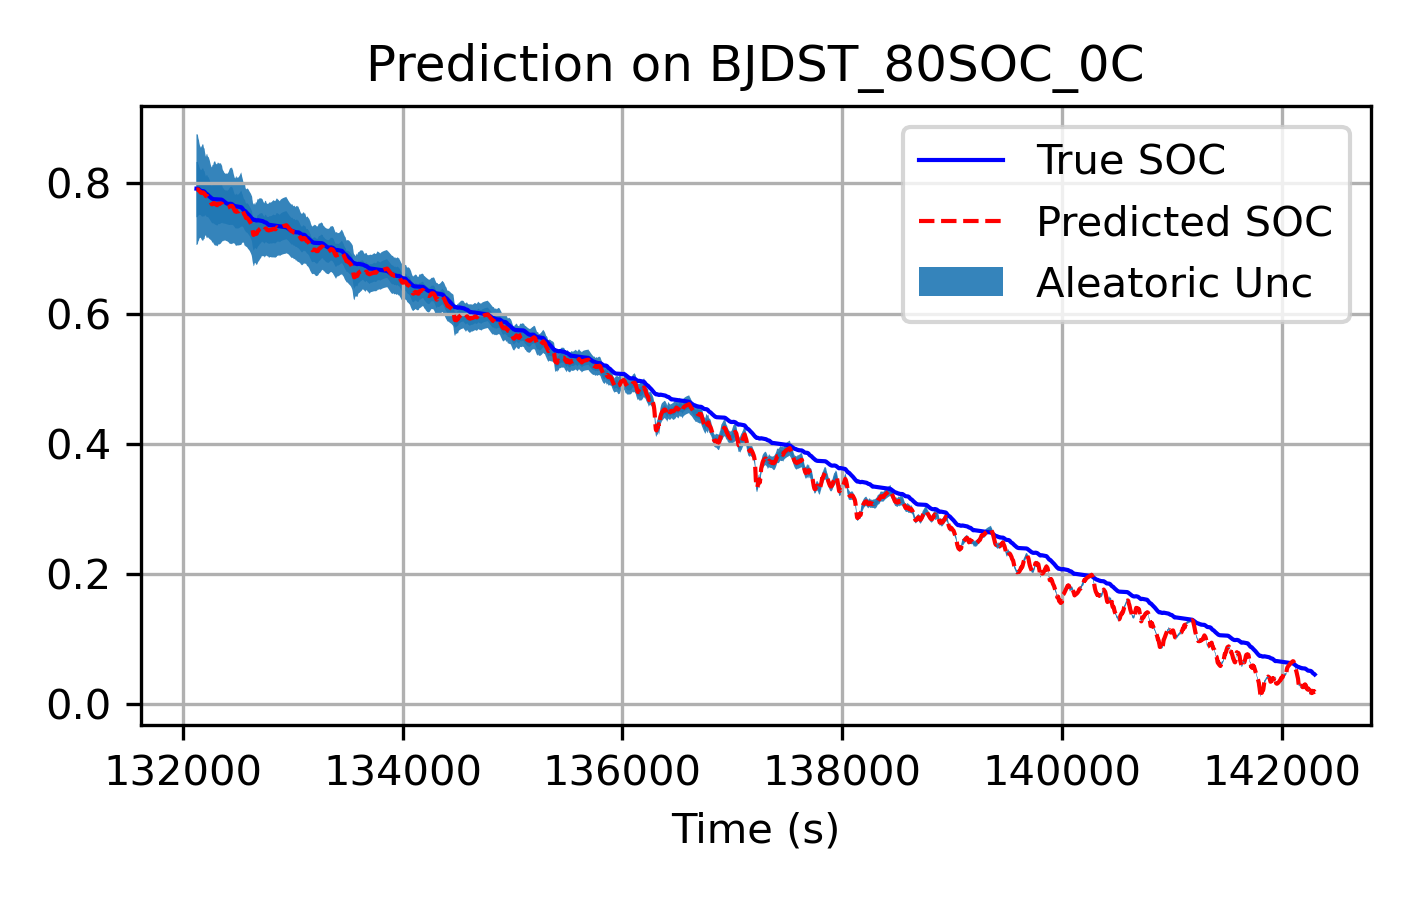 Prediction on BJDST_80SOC_0C
True SOC
Predicted SOC
Aleatoric Unc
0.8
0.6
0.4
0.2
0.0
132000 134000 136000 138000 140000 142000
Time (s)